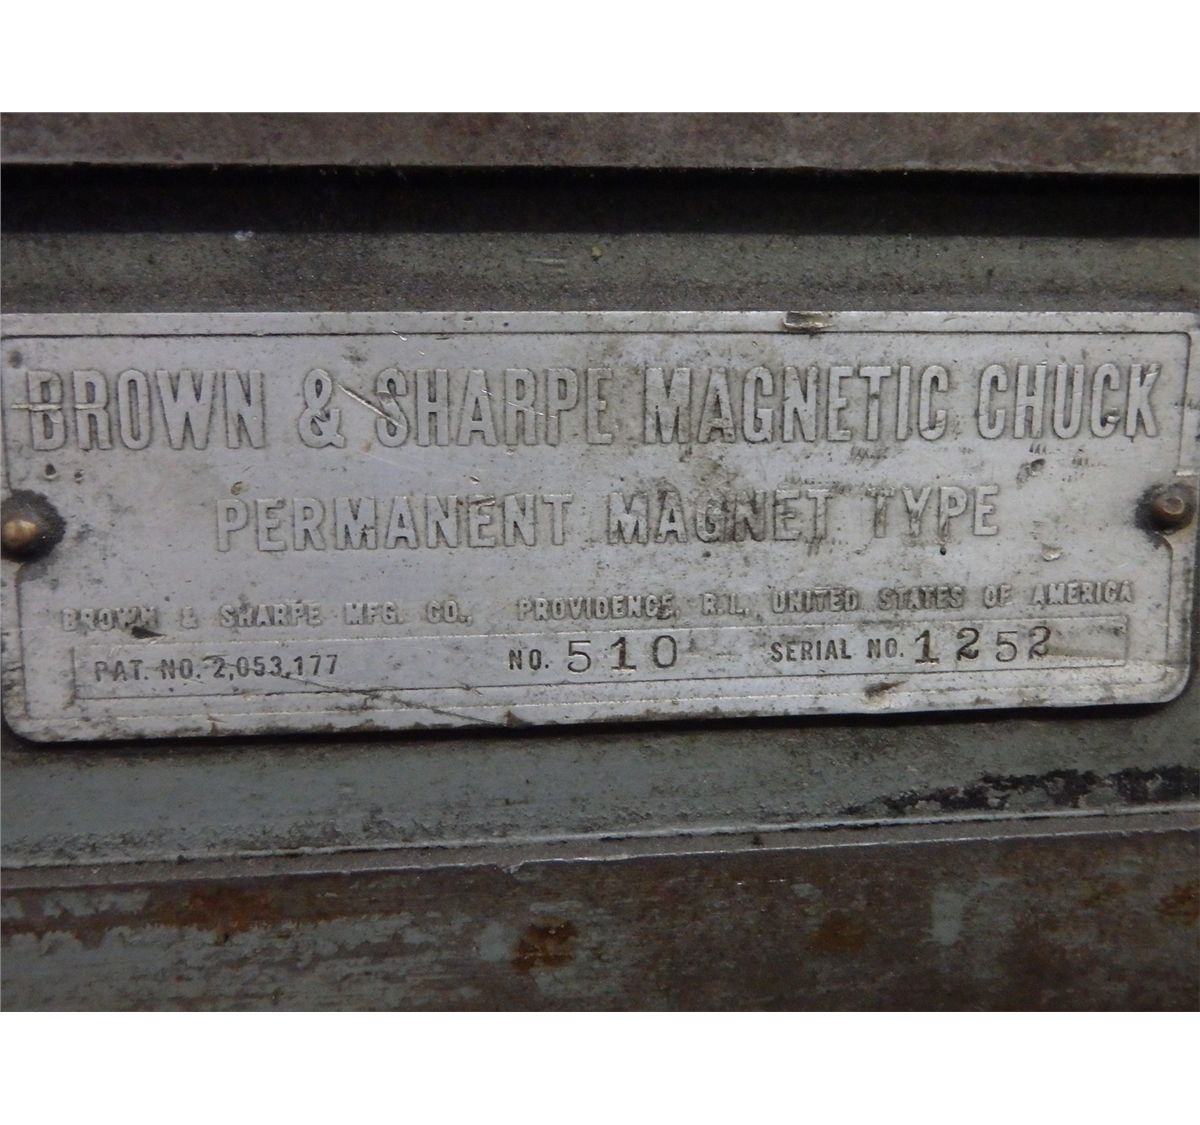 BROWN & SHARPE MAGNETIC CHUCK
PERMANENT MAGNET TYPE
BROWN & SHARPE MFG. CO., PROVIDENCE, R.I., UNITED STATES OF AMERICA
PAT. NO. 2,053,177 NO. 510 SERIAL NO. 1252